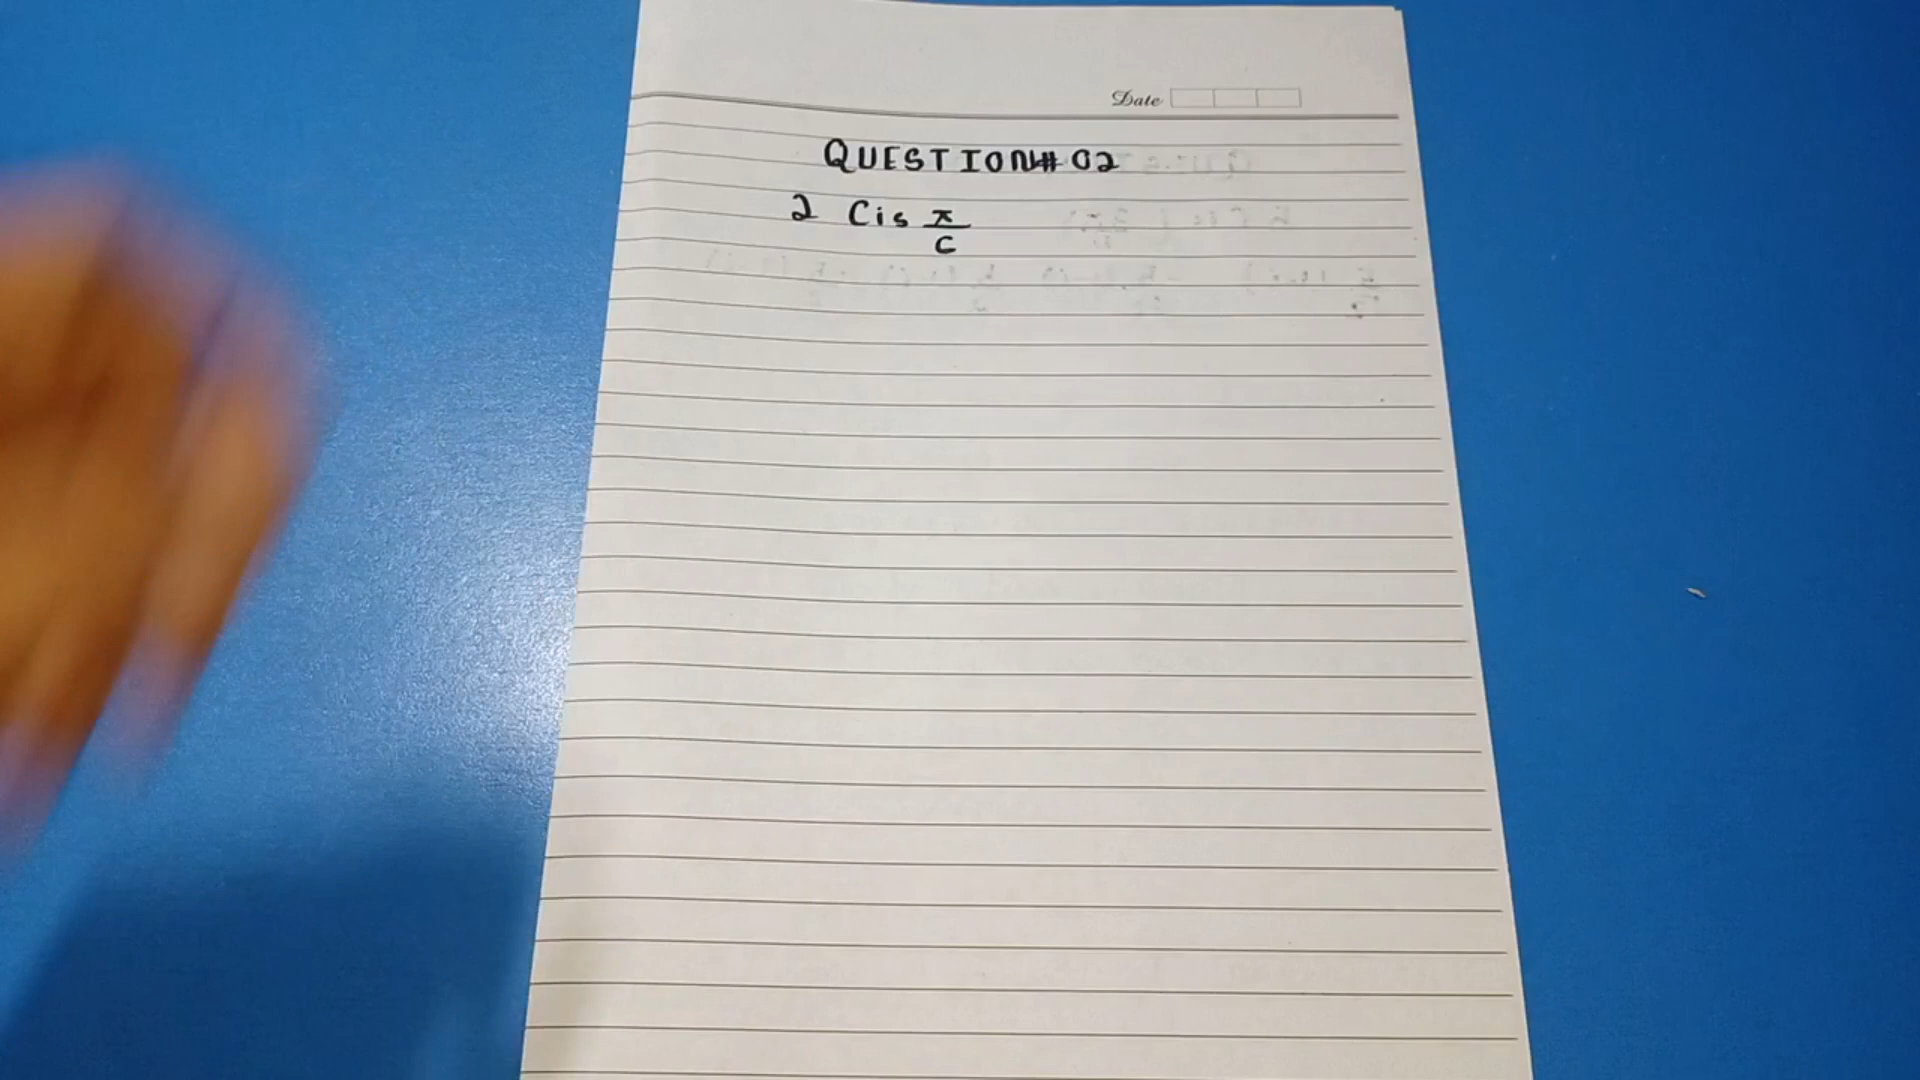 Date
QUESTION# 02
2 Cis π/C